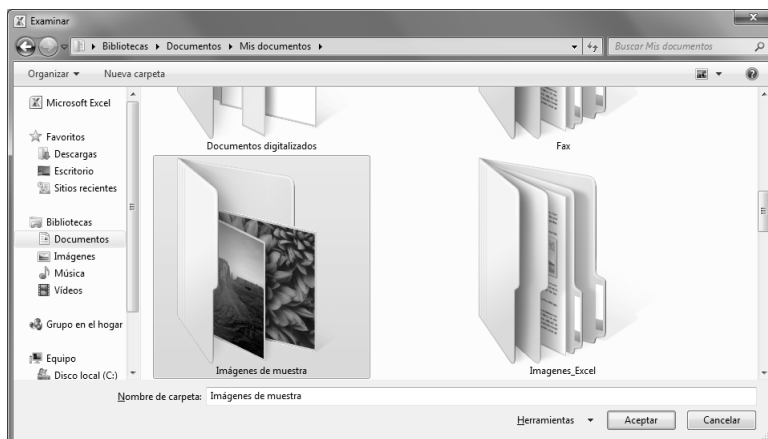 Examinar
Bibliotecas ▸ Documentos ▸ Mis documentos ▸
Buscar Mis documentos
Organizar ▾ Nueva carpeta
Microsoft Excel
Favoritos
Descargas
Escritorio
Sitios recientes
Bibliotecas
Documentos
Imágenes
Música
Vídeos
Grupo en el hogar
Equipo
Disco local (C:)
Documentos digitalizados
Fax
Imágenes de muestra
Imagenes_Excel
Nombre de carpeta: Imágenes de muestra
Herramientas ▾ Aceptar Cancelar